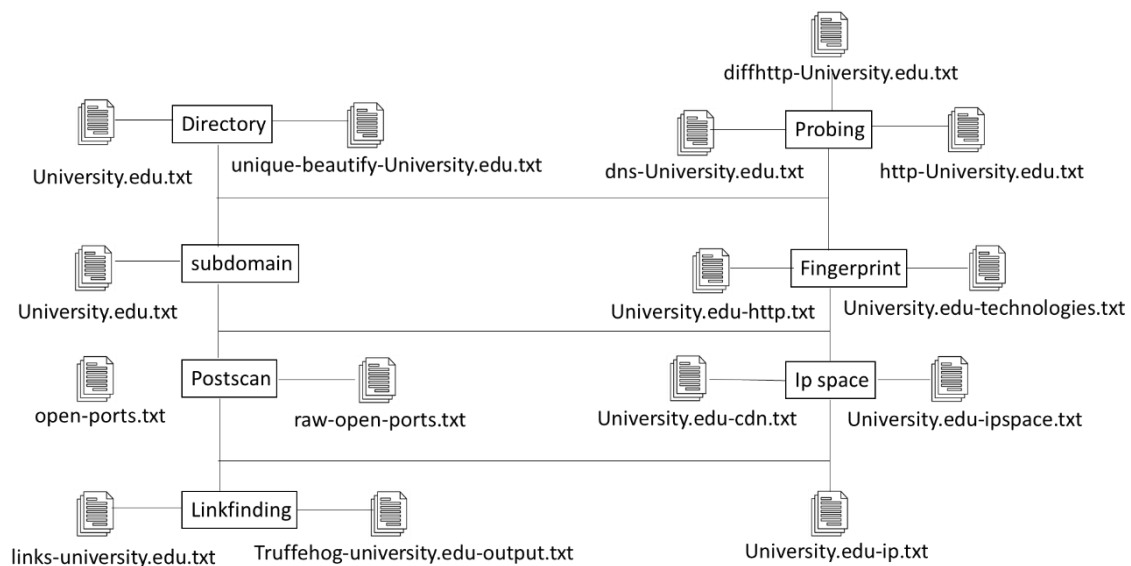 diffhttp-University.edu.txt
Directory
Probing
University.edu.txt
unique-beautify-University.edu.txt
dns-University.edu.txt
http-University.edu.txt
subdomain
Fingerprint
University.edu.txt
University.edu-http.txt
University.edu-technologies.txt
Postscan
Ip space
open-ports.txt
raw-open-ports.txt
University.edu-cdn.txt
University.edu-ipspace.txt
Linkfinding
links-university.edu.txt
Truffehog-university.edu-output.txt
University.edu-ip.txt